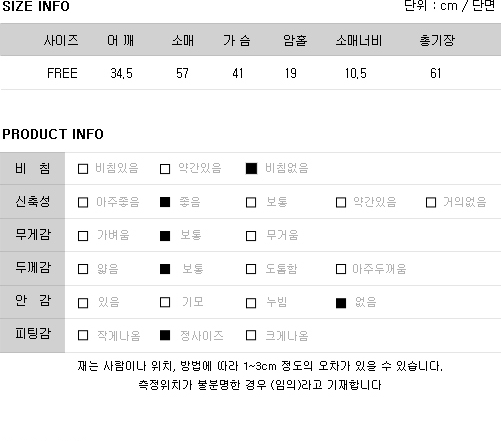 SIZE INFO 단위 : cm / 단면
사이즈 어깨 소매 가슴 암홀 소매너비 총기장
FREE 34.5 57 41 19 10.5 61
PRODUCT INFO
비 침 □ 비침있음 □ 약간있음 ■ 비침없음
신축성 □ 아주좋음 ■ 좋음 □ 보통 □ 약간있음 □ 거의없음
무게감 □ 가벼움 ■ 보통 □ 무거움
두께감 □ 얇음 ■ 보통 □ 도톰함 □ 아주두꺼움
안 감 □ 있음 □ 기모 □ 누빔 ■ 없음
피팅감 □ 작게나옴 ■ 정사이즈 □ 크게나옴
재는 사람이나 위치, 방법에 따라 1~3cm 정도의 오차가 있을 수 있습니다.
측정위치가 불분명한 경우 (임의)라고 기재합니다